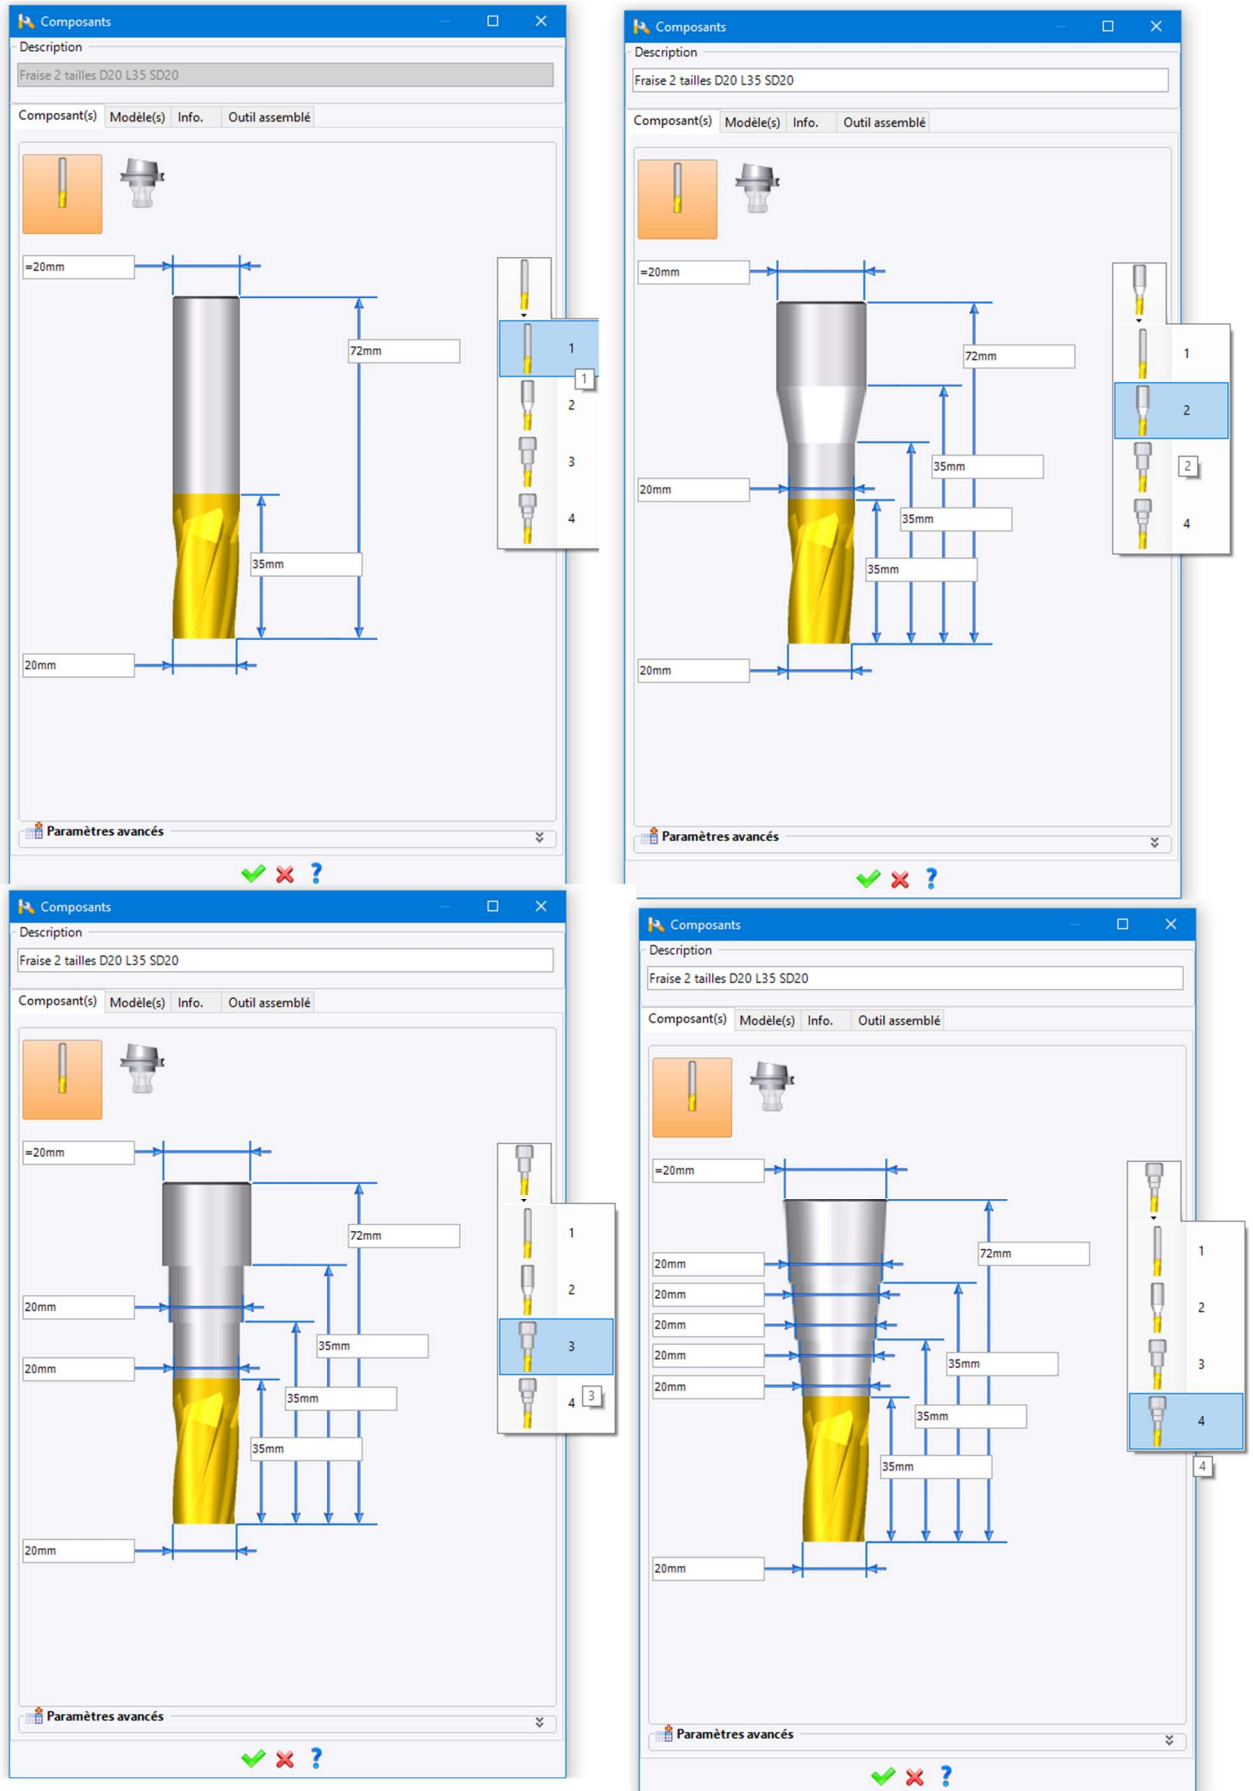 Composants
Description
Fraise 2 tailles D20 L35 SD20
Composant(s) Modèle(s) Info. Outil assemblé
=20mm
72mm
1
1
2
3
4
35mm
20mm
Paramètres avancés
?
Composants
Description
Fraise 2 tailles D20 L35 SD20
Composant(s) Modèle(s) Info. Outil assemblé
=20mm
72mm
1
2
35mm
2
20mm
35mm
4
35mm
20mm
Paramètres avancés
?
Composants
Description
Fraise 2 tailles D20 L35 SD20
Composant(s) Modèle(s) Info. Outil assemblé
=20mm
72mm
1
2
20mm
35mm
3
20mm
35mm
4
3
35mm
20mm
Paramètres avancés
?
Composants
Description
Fraise 2 tailles D20 L35 SD20
Composant(s) Modèle(s) Info. Outil assemblé
=20mm
72mm
1
20mm
20mm
2
20mm
20mm
35mm
3
20mm
35mm
4
35mm
4
20mm
Paramètres avancés
?